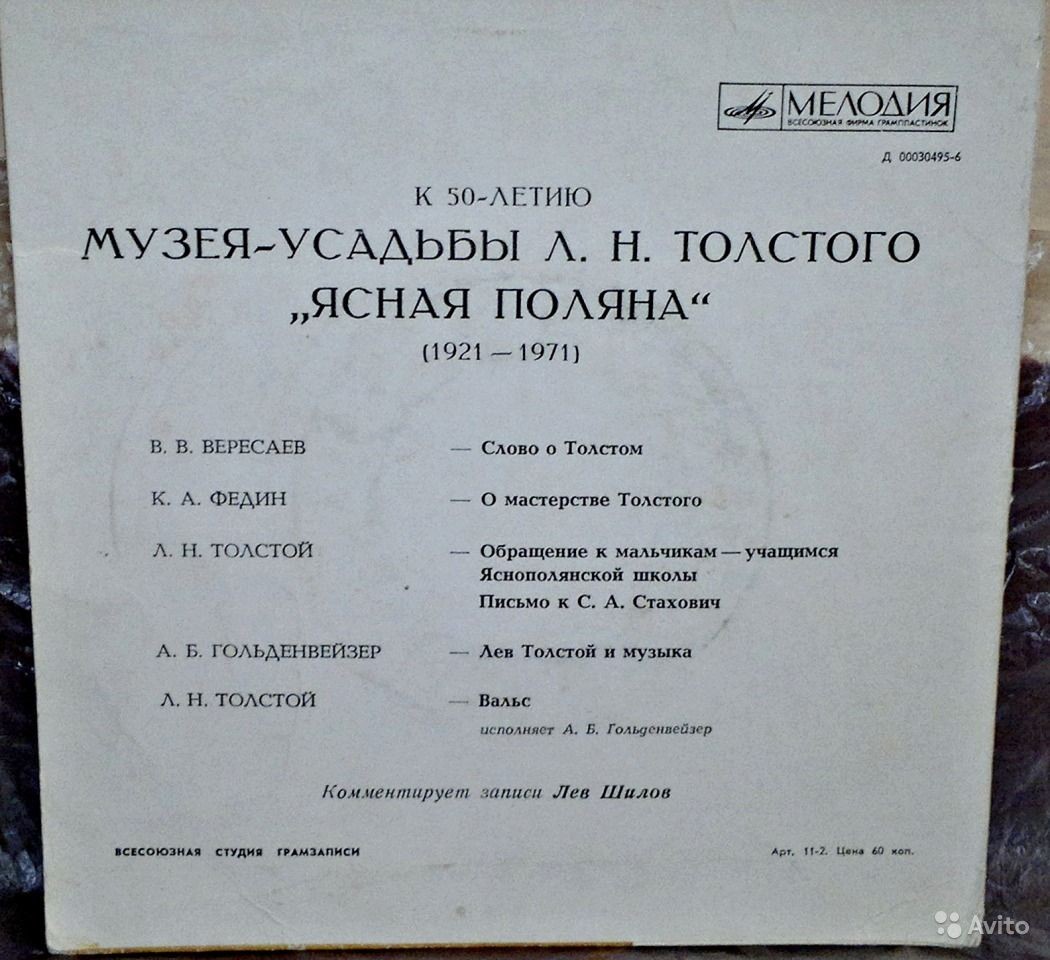 МЕЛОДИЯ
ВСЕСОЮЗНАЯ ФИРМА ГРАМПЛАСТИНОК
Д 00030495-6
К 50-ЛЕТИЮ
МУЗЕЯ-УСАДЬБЫ Л. Н. ТОЛСТОГО
„ЯСНАЯ ПОЛЯНА“
(1921 — 1971)
В. В. ВЕРЕСАЕВ — Слово о Толстом
К. А. ФЕДИН — О мастерстве Толстого
Л. Н. ТОЛСТОЙ — Обращение к мальчикам — учащимся
Яснополянской школы
Письмо к С. А. Стахович
А. Б. ГОЛЬДЕНВЕЙЗЕР — Лев Толстой и музыка
Л. Н. ТОЛСТОЙ — Вальс
исполняет А. Б. Гольденвейзер
Комментирует записи Лев Шилов
ВСЕСОЮЗНАЯ СТУДИЯ ГРАМЗАПИСИ
Арт. 11-2. Цена 60 коп.
Avito